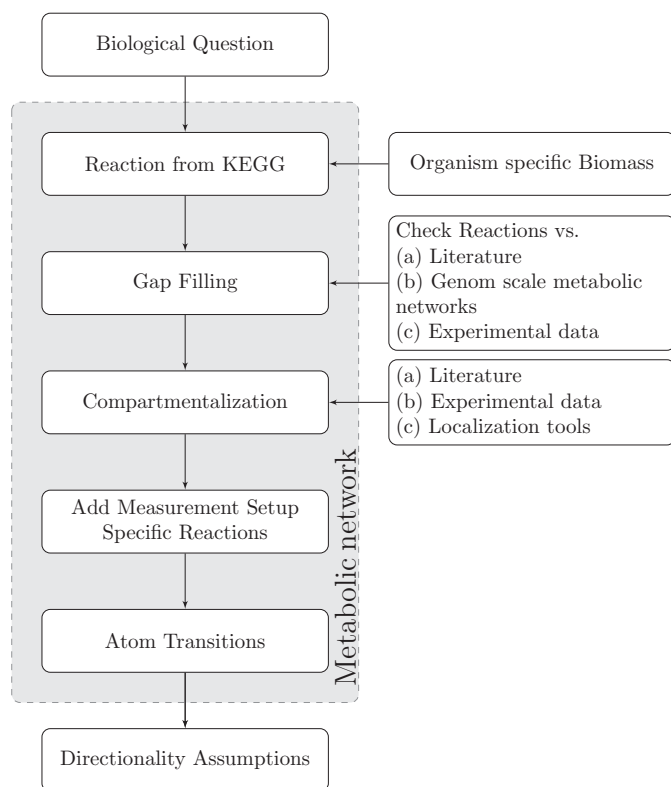 Biological Question
Reaction from KEGG
Organism specific Biomass
Check Reactions vs.
(a) Literature
(b) Genom scale metabolic
networks
(c) Experimental data
Gap Filling
(a) Literature
(b) Experimental data
(c) Localization tools
Compartmentalization
Add Measurement Setup
Specific Reactions
Atom Transitions
Metabolic network
Directionality Assumptions